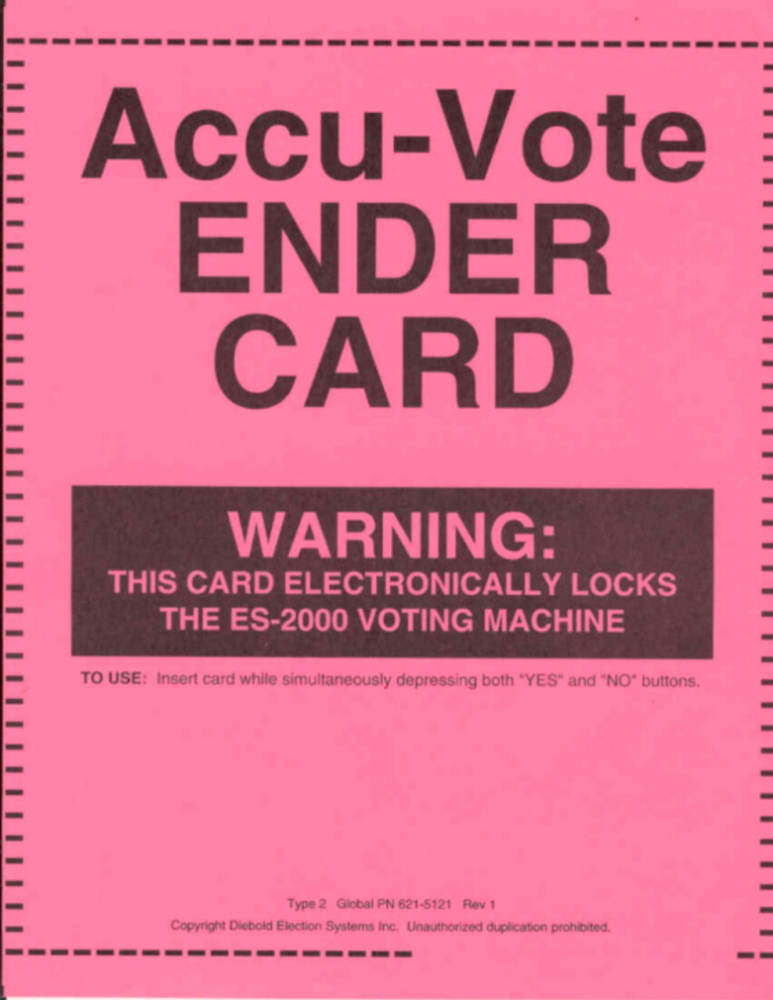 Accu-Vote
ENDER
CARD
WARNING:
THIS CARD ELECTRONICALLY LOCKS
THE ES-2000 VOTING MACHINE
TO USE: Insert card while simultaneously depressing both "YES" and "NO" buttons.
Type 2 Global PN 621-5121 Rev 1
Copyright Diebold Election Systems Inc. Unauthorized duplication prohibited.